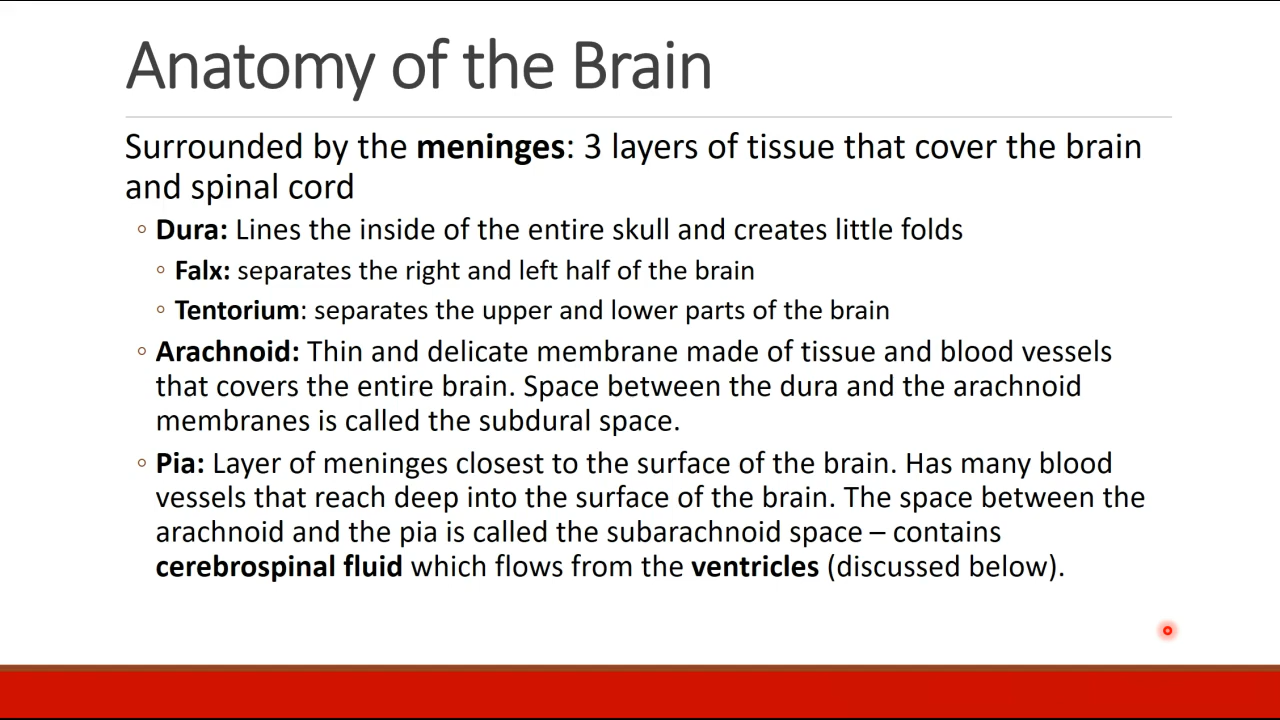 Anatomy of the Brain
Surrounded by the meninges: 3 layers of tissue that cover the brain
and spinal cord
◦ Dura: Lines the inside of the entire skull and creates little folds
◦ Falx: separates the right and left half of the brain
◦ Tentorium: separates the upper and lower parts of the brain
◦ Arachnoid: Thin and delicate membrane made of tissue and blood vessels
that covers the entire brain. Space between the dura and the arachnoid
membranes is called the subdural space.
◦ Pia: Layer of meninges closest to the surface of the brain. Has many blood
vessels that reach deep into the surface of the brain. The space between the
arachnoid and the pia is called the subarachnoid space – contains
cerebrospinal fluid which flows from the ventricles (discussed below).